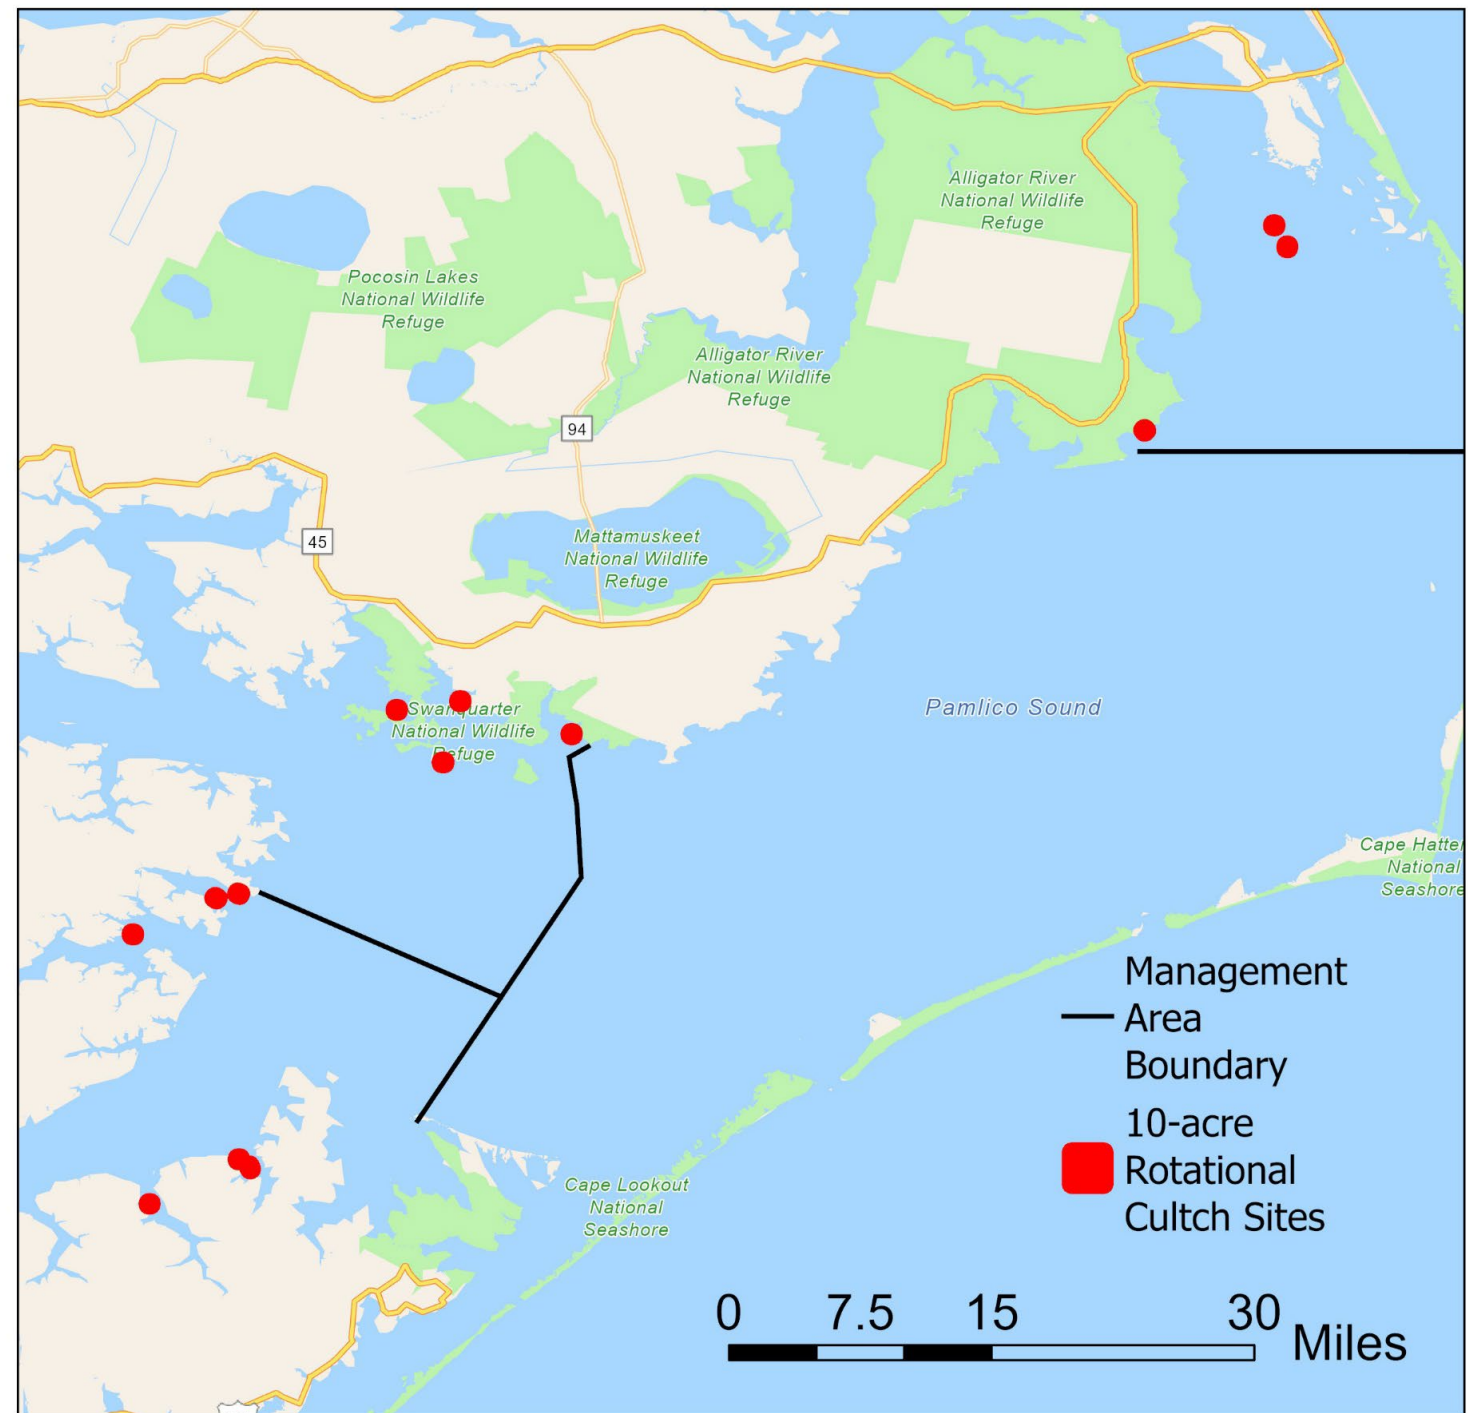 Alligator River
National Wildlife
Refuge
Pocosin Lakes
National Wildlife
Refuge
Alligator River
National Wildlife
Refuge
94
45
Mattamuskeet
National Wildlife
Refuge
Swanquarter
National Wildlife
Refuge
Pamlico Sound
Cape Hatter
National
Seashore
Management
Area
Boundary
10-acre
Rotational
Cultch Sites
Cape Lookout
National
Seashore
0 7.5 15 30 Miles